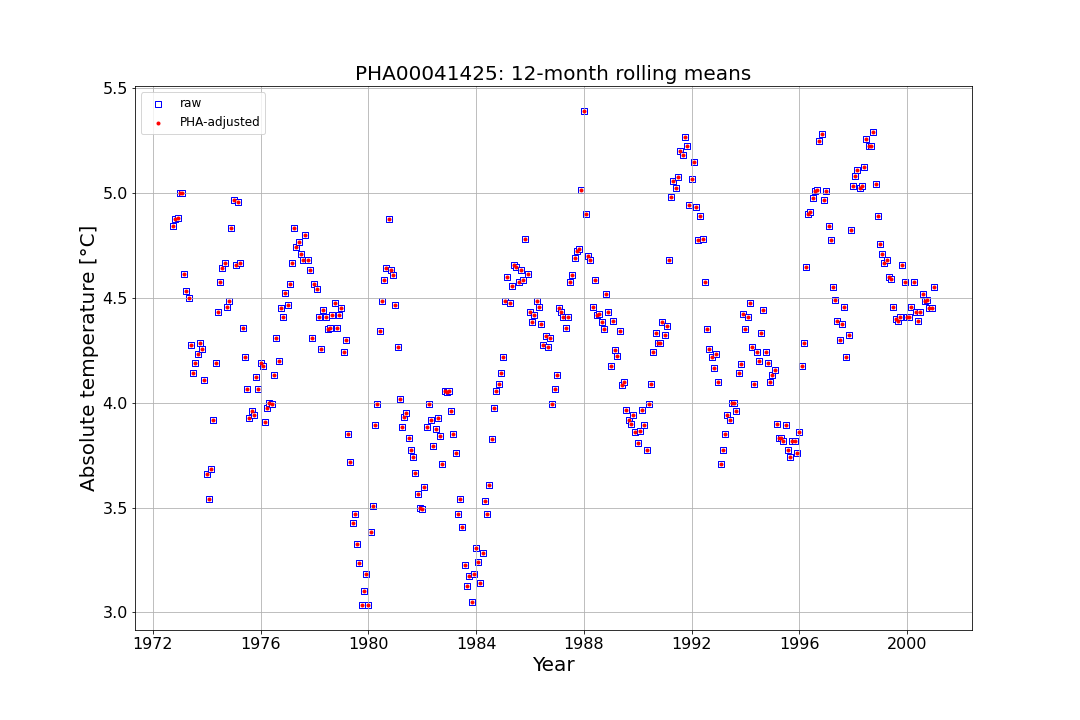 PHA00041425: 12-month rolling means
raw
PHA-adjusted
Absolute temperature [°C]
5.5
5.0
4.5
4.0
3.5
3.0
1972 1976 1980 1984 1988 1992 1996 2000
Year